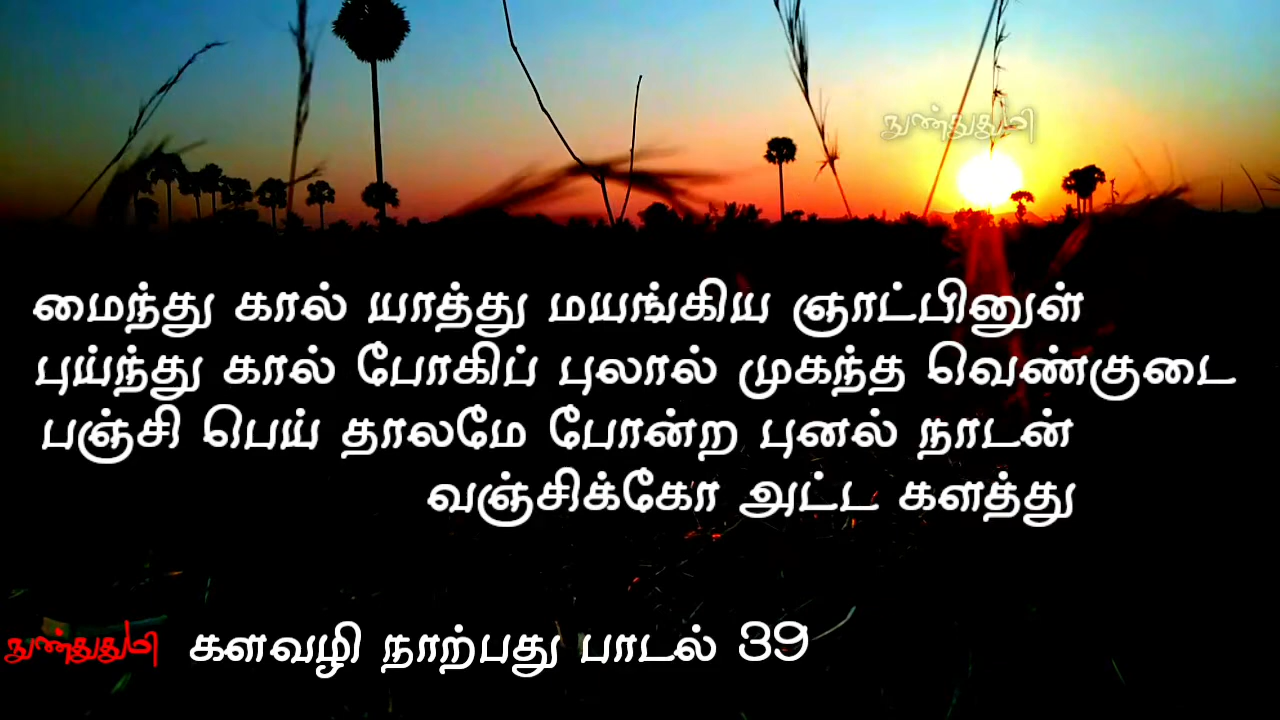 நுண்துதுமி
மைந்து கால் யாத்து மயங்கிய ஞாட்பினுள்
புய்ந்து கால் போகிப் புலால் முகந்த வெண்குடை
பஞ்சி பெய் தாலமே போன்ற புனல் நாடன்
வஞ்சிக்கோ அட்ட களத்து
நுண்துதுமி களவழி நாற்பது பாடல் 39